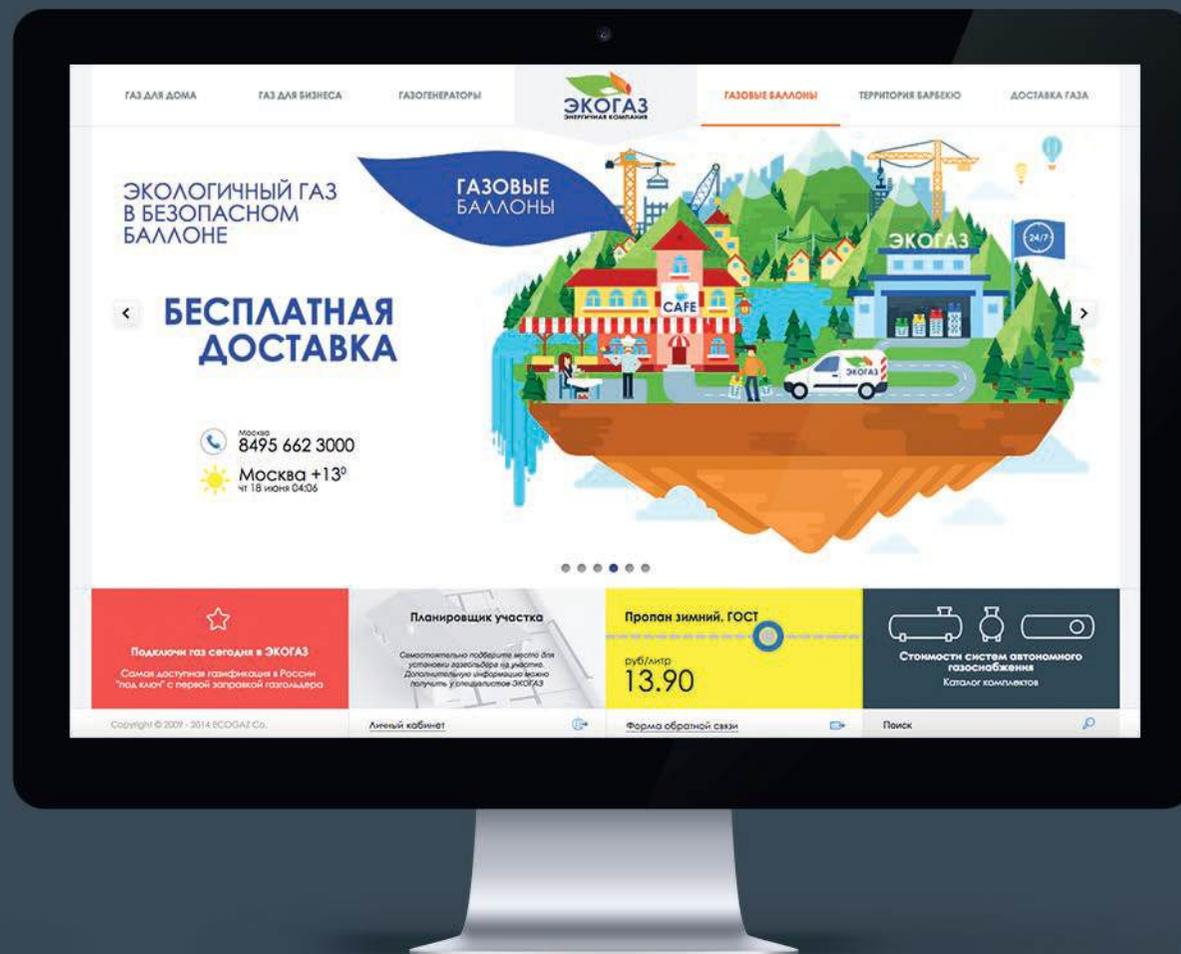 ГАЗ ДЛЯ ДОМА
ГАЗ ДЛЯ БИЗНЕСА
ГАЗОГЕНЕРАТОРЫ
ЭКОГАЗ
ЭНЕРГИЧНАЯ КОМПАНИЯ
ГАЗОВЫЕ БАЛЛОНЫ
ТЕРРИТОРИЯ БАРБЕКЮ
ДОСТАВКА ГАЗА
ЭКОЛОГИЧНЫЙ ГАЗ
В БЕЗОПАСНОМ
БАЛЛОНЕ
ГАЗОВЫЕ
БАЛЛОНЫ
ЭКОГАЗ
24/7
CAFE
ЭКОГАЗ
БЕСПЛАТНАЯ
ДОСТАВКА
Москва
8495 662 3000
Москва +13⁰
чт 18 июня 04:06
Подключи газ сегодня в ЭКОГАЗ
Самая доступная газификация в России
"под ключ" с первой заправкой газгольдера
Планировщик участка
Самостоятельно подберите место для
установки газгольдера на участке.
Дополнительную информацию можно
получить у специалистов ЭКОГАЗ
Пропан зимний. ГОСТ
руб/литр
13.90
Стоимости систем автономного
газоснабжения
Каталог комплектов
Copyright © 2009 - 2014 ECOGAZ Co.
Личный кабинет
Форма обратной связи
Поиск